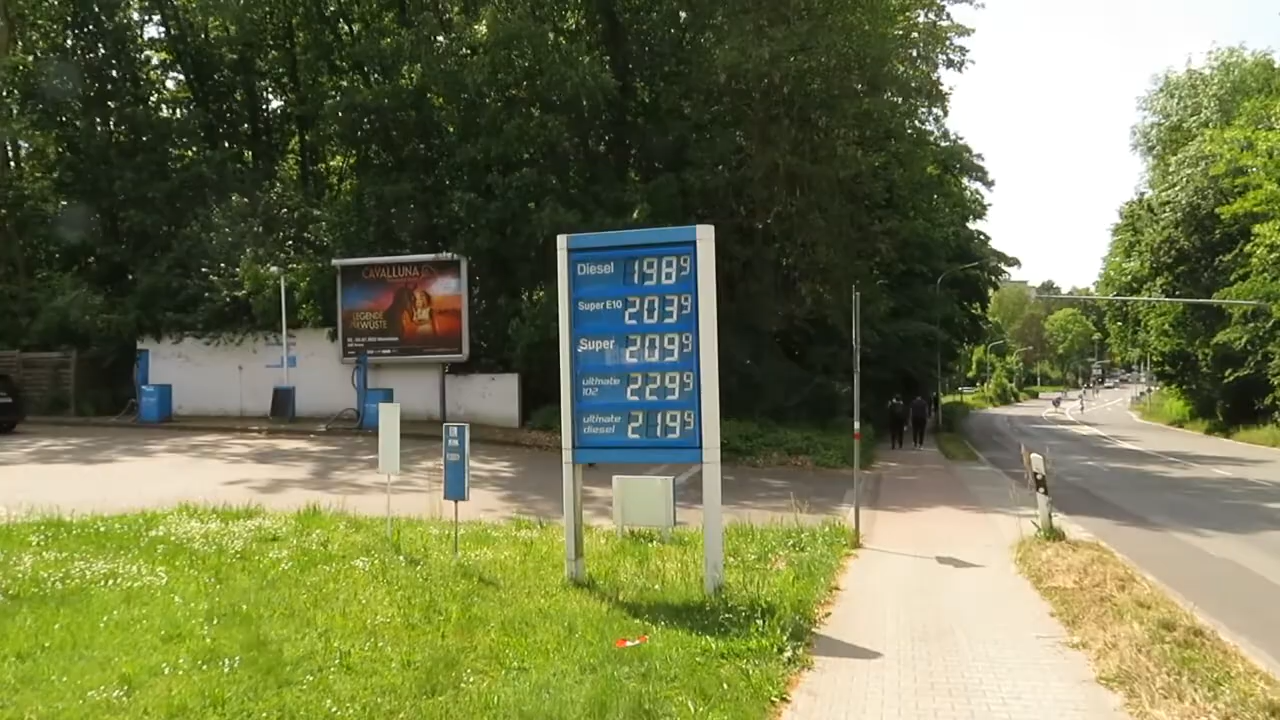 CAVALLUNA
LEGENDE
DER WÜSTE
Diesel 198⁹
Super E10 203⁹
Super 209⁹
ultimate
102 229⁹
ultimate
diesel 219⁹